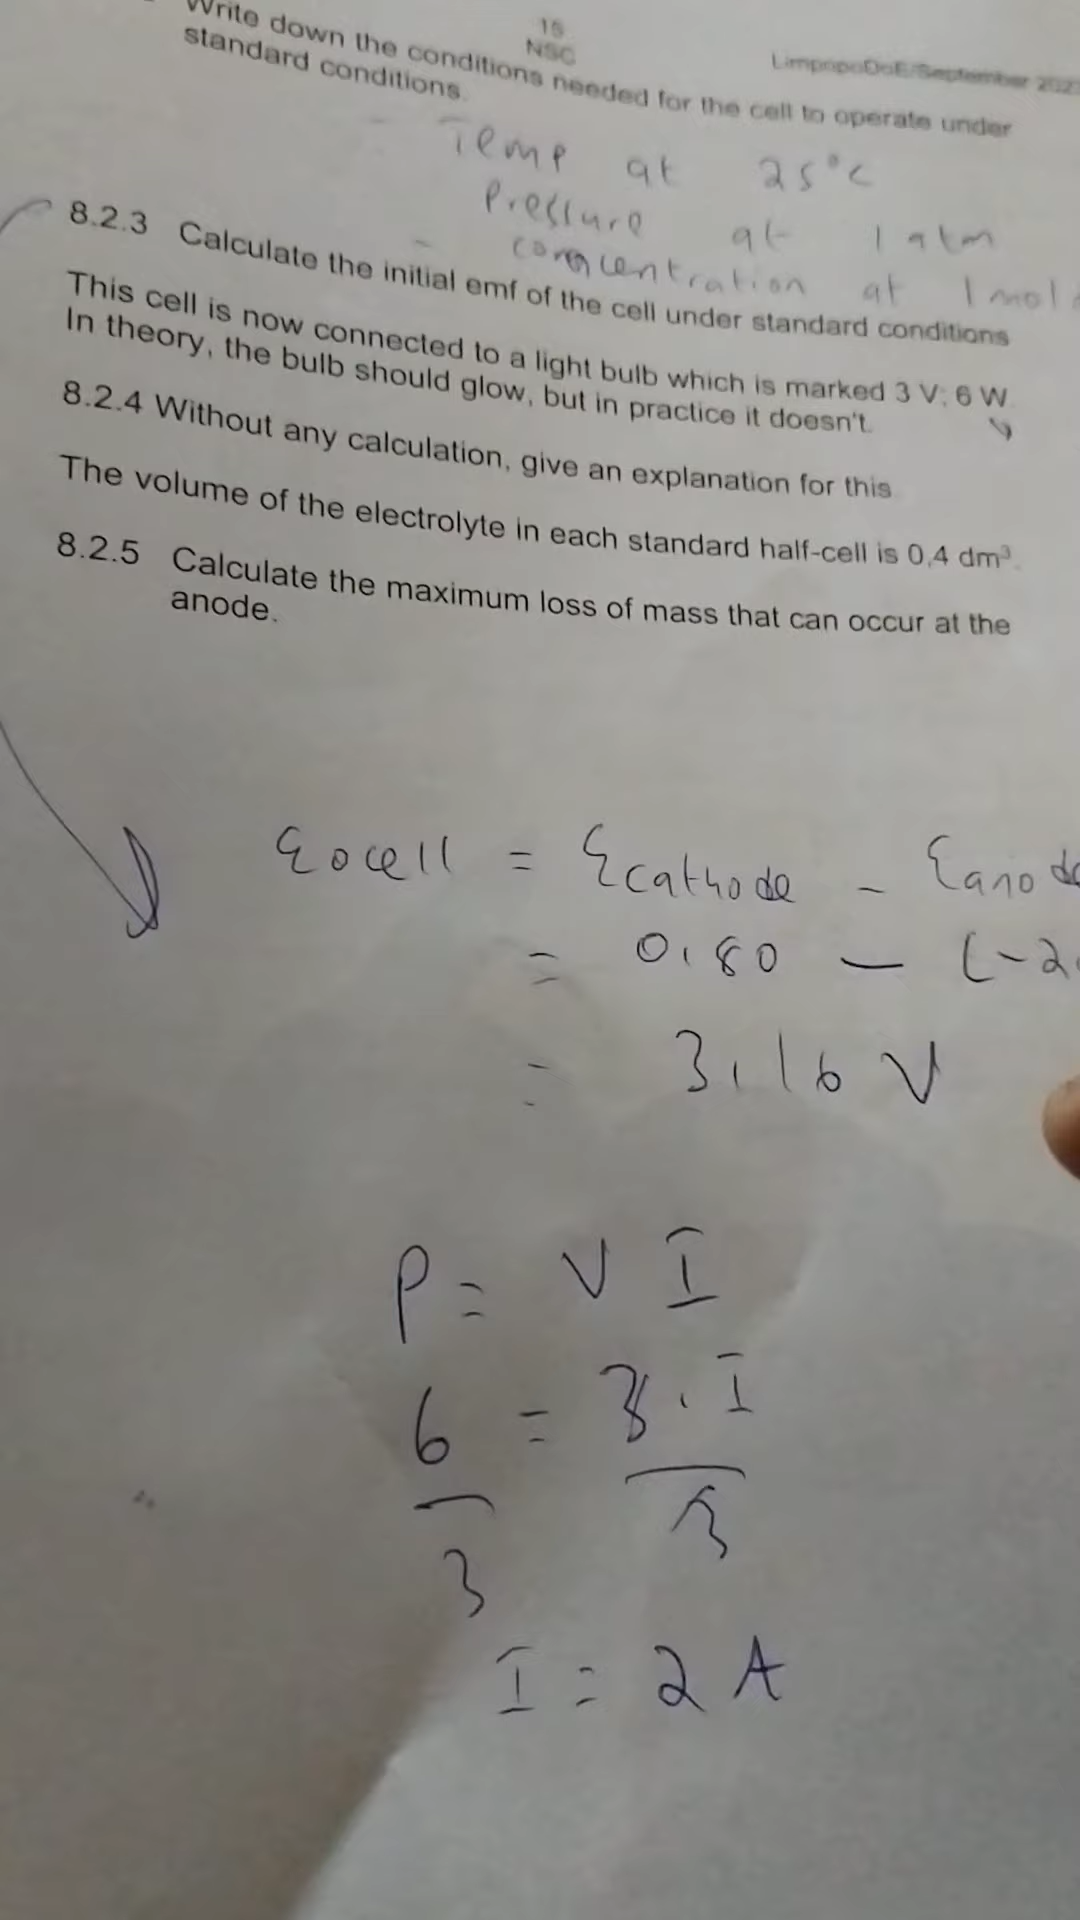 15
NSC
LimpopoDoE/September 202
Write down the conditions needed for the cell to operate under
standard conditions.
- Temp at 25°C
Pressure at 1 atm
- concentration at 1 mol
8.2.3 Calculate the initial emf of the cell under standard conditions
This cell is now connected to a light bulb which is marked 3 V; 6 W.
In theory, the bulb should glow, but in practice it doesn't.
8.2.4 Without any calculation, give an explanation for this.
The volume of the electrolyte in each standard half-cell is 0,4 dm³.
8.2.5 Calculate the maximum loss of mass that can occur at the
anode.
Eocell = Ecathode - Eanode
= 0,80 - (-2
= 3,16 V
P = V I
6 = 3 . I
3 3
I = 2 A